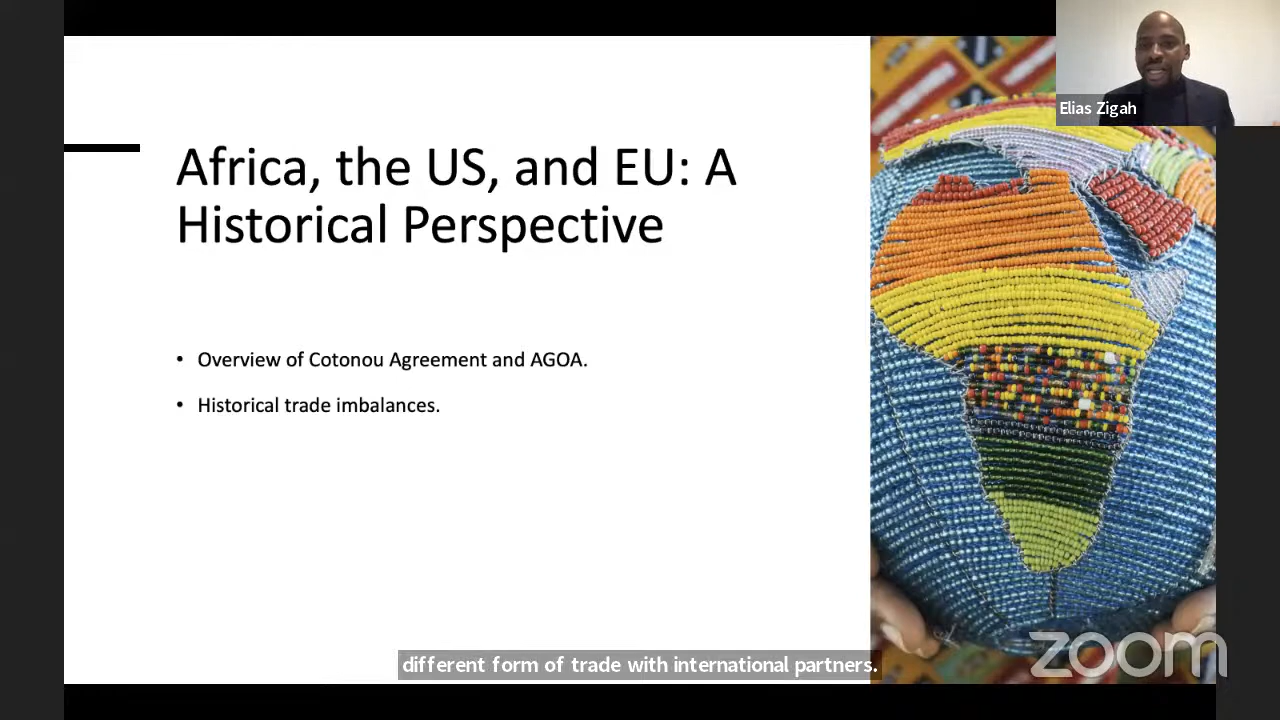 Elias Zigah
Africa, the US, and EU: A
Historical Perspective
• Overview of Cotonou Agreement and AGOA.
• Historical trade imbalances.
different form of trade with international partners.
zoom